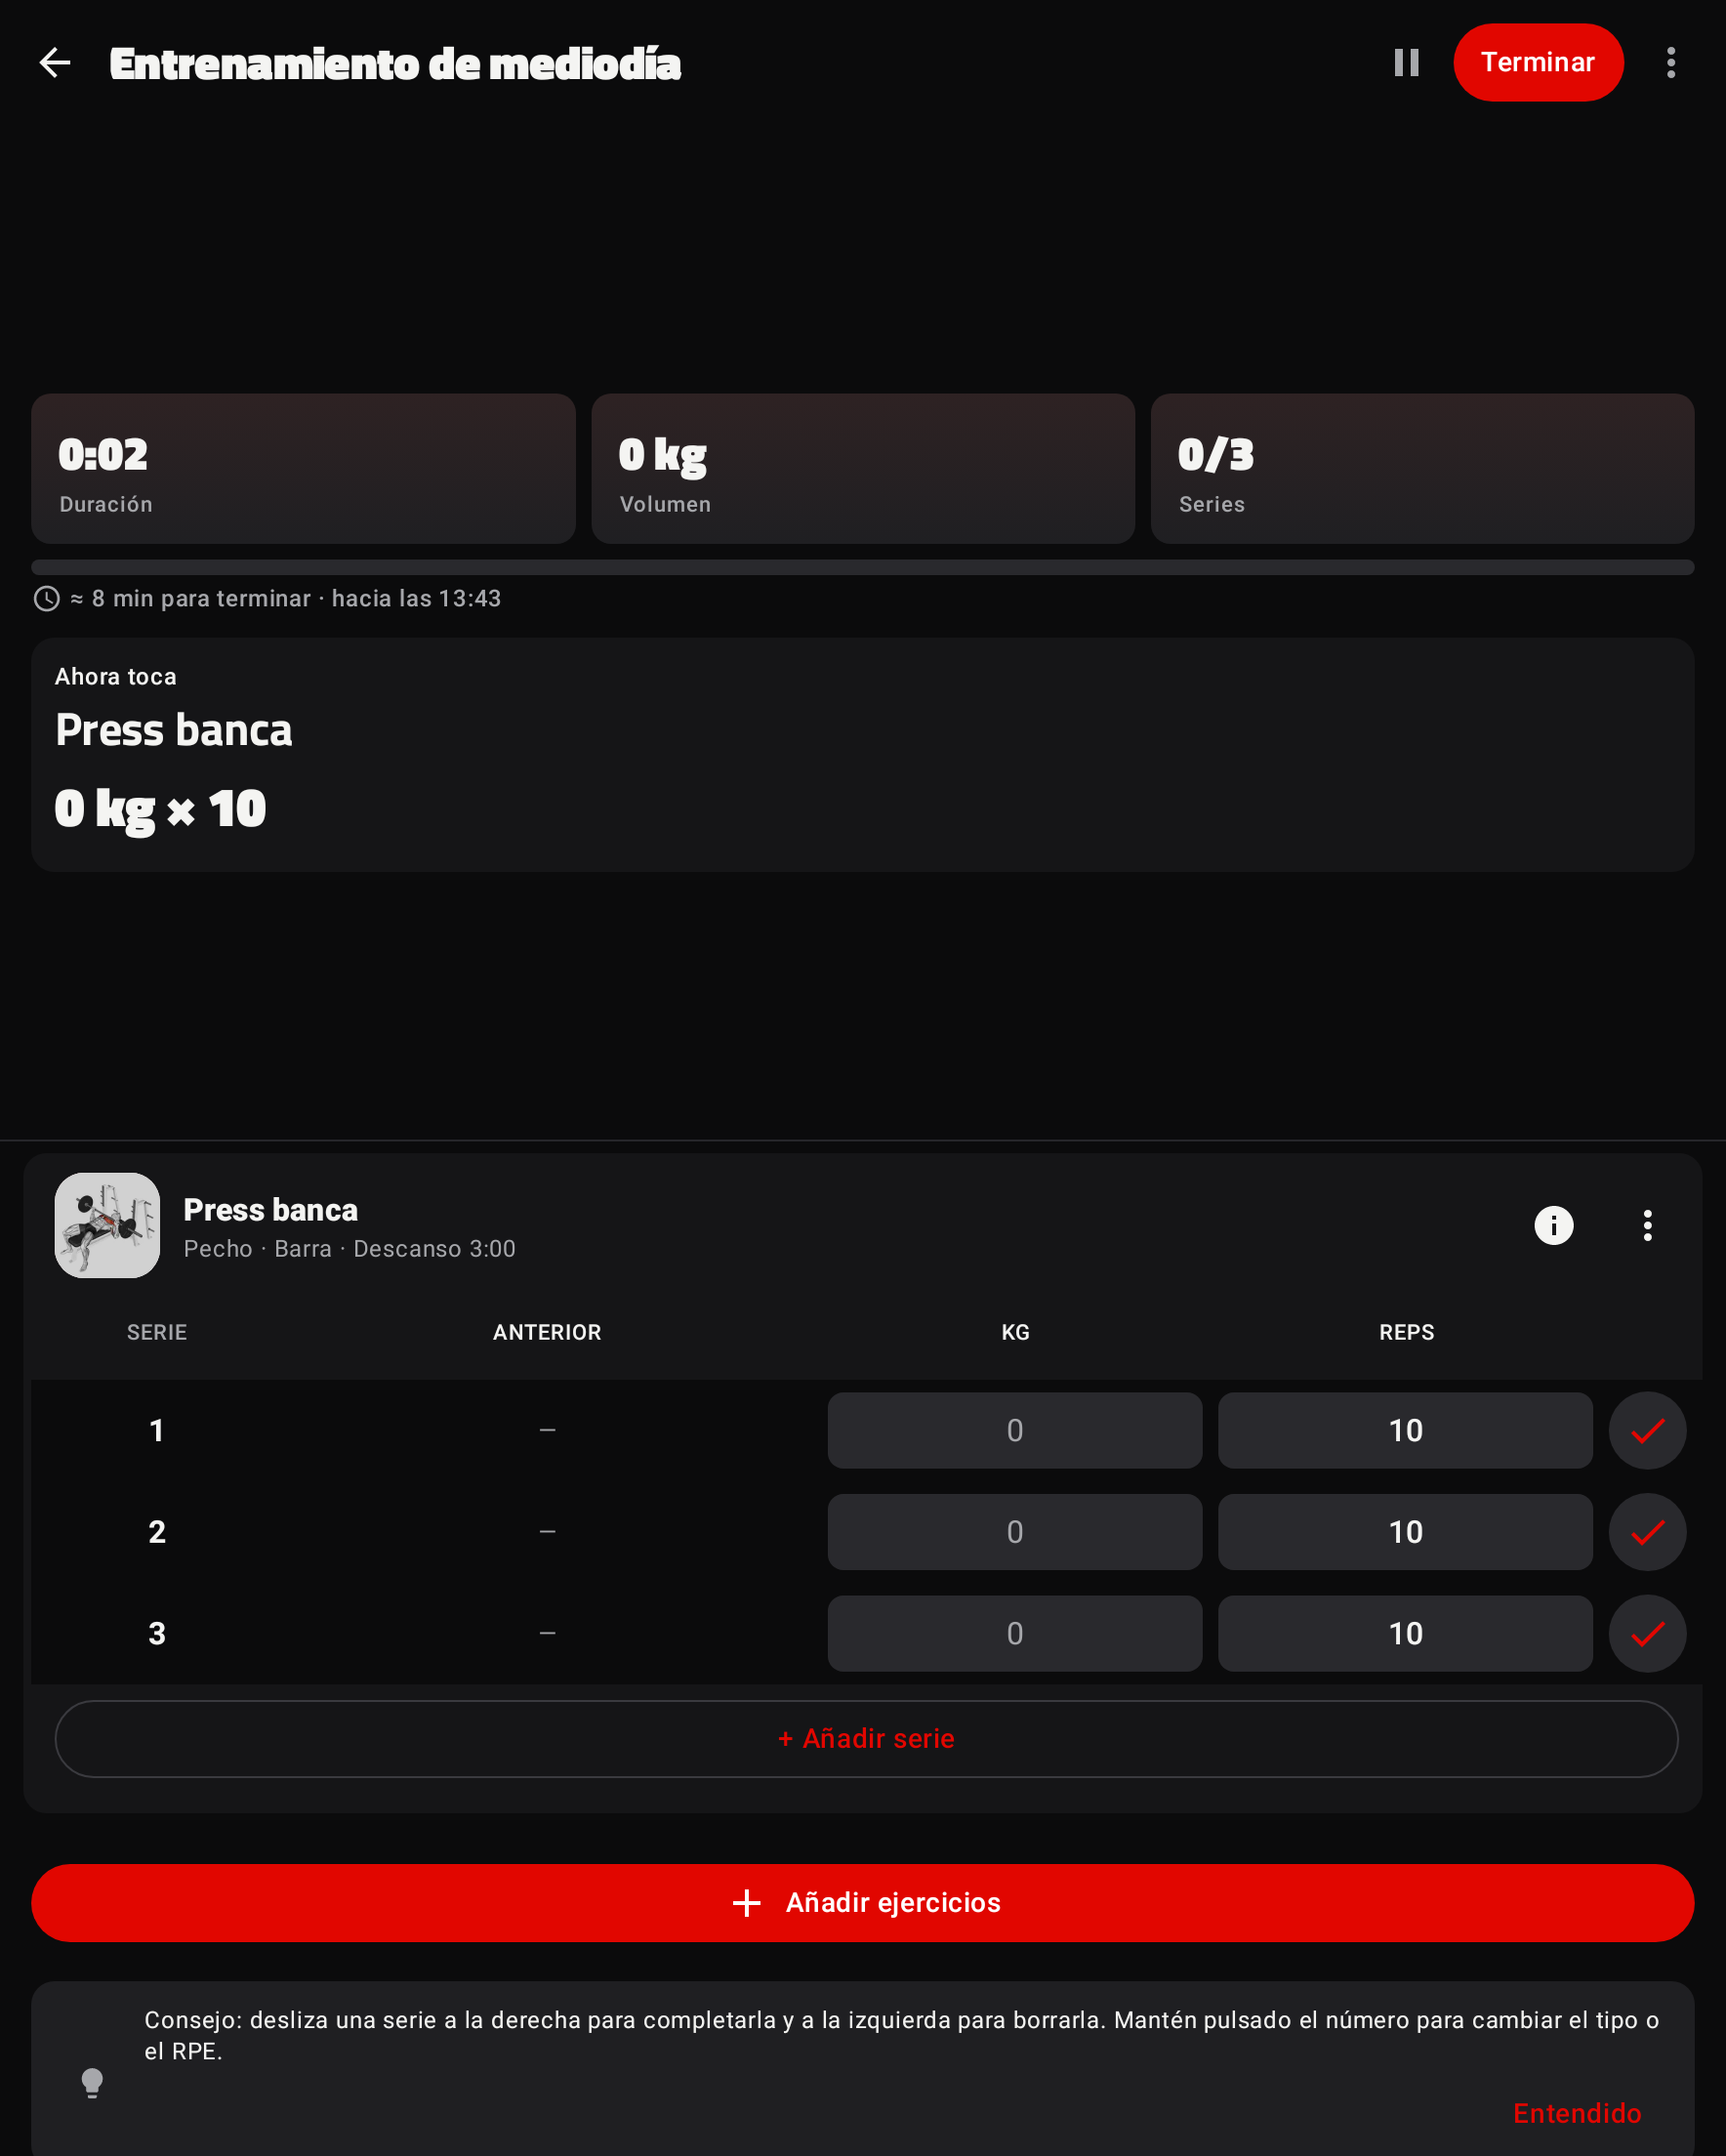 Entrenamiento de mediodía
Terminar
0:02
Duración
0 kg
Volumen
0/3
Series
≈ 8 min para terminar · hacia las 13:43
Ahora toca
Press banca
0 kg × 10
Press banca
Pecho · Barra · Descanso 3:00
SERIE ANTERIOR KG REPS
1 – 0 10
2 – 0 10
3 – 0 10
+ Añadir serie
+ Añadir ejercicios
Consejo: desliza una serie a la derecha para completarla y a la izquierda para borrarla. Mantén pulsado el número para cambiar el tipo o
el RPE.
Entendido